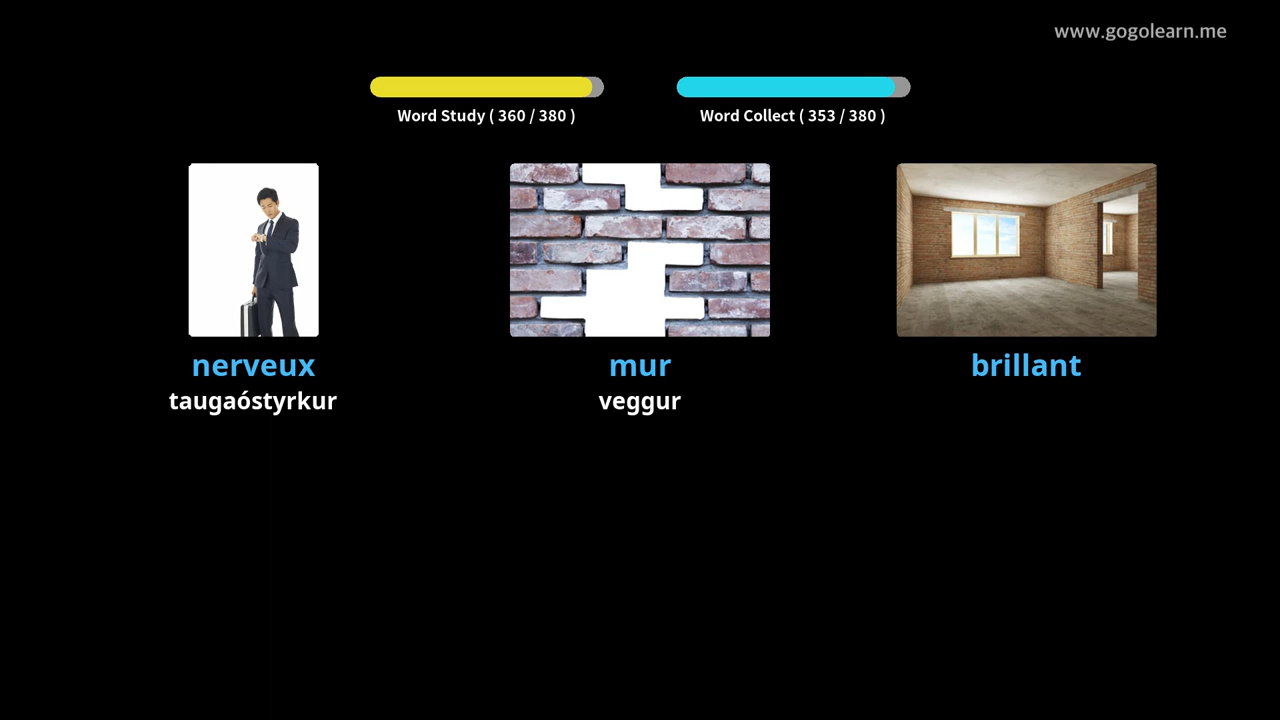 www.gogolearn.me
Word Study ( 360 / 380 )
Word Collect ( 353 / 380 )
nerveux
mur
brillant
taugaóstyrkur
veggur